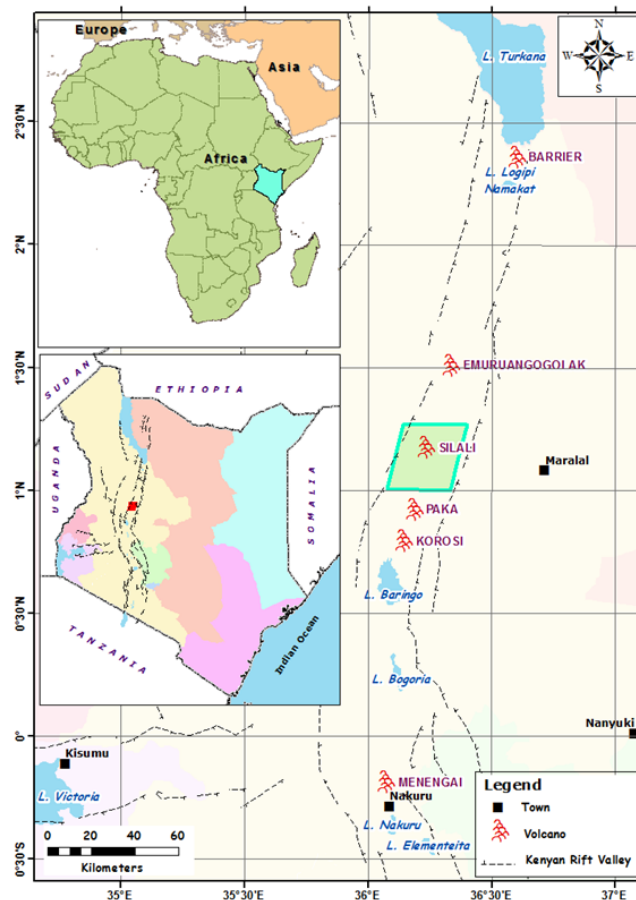 Europe
Asia
Africa
N
W
E
S
L. Turkana
BARRIER
L. Logipi
Namakat
EMURUANGOGOLAK
SILALI
Maralal
PAKA
KOROSI
L. Baringo
L. Bogoria
Nanyuki
Kisumu
L. Victoria
MENENGAI
Nakuru
L. Nakuru
L. Elementeita
SUDAN
ETHIOPIA
UGANDA
SOMALIA
TANZANIA
Indian Ocean
Legend
Town
Volcano
Kenyan Rift Valley
0 10 20 40 60
Kilometers
2°30'N
2°N
1°30'N
1°N
0°30'N
0°
0°30'S
35°E
35°30'E
36°E
36°30'E
37°E